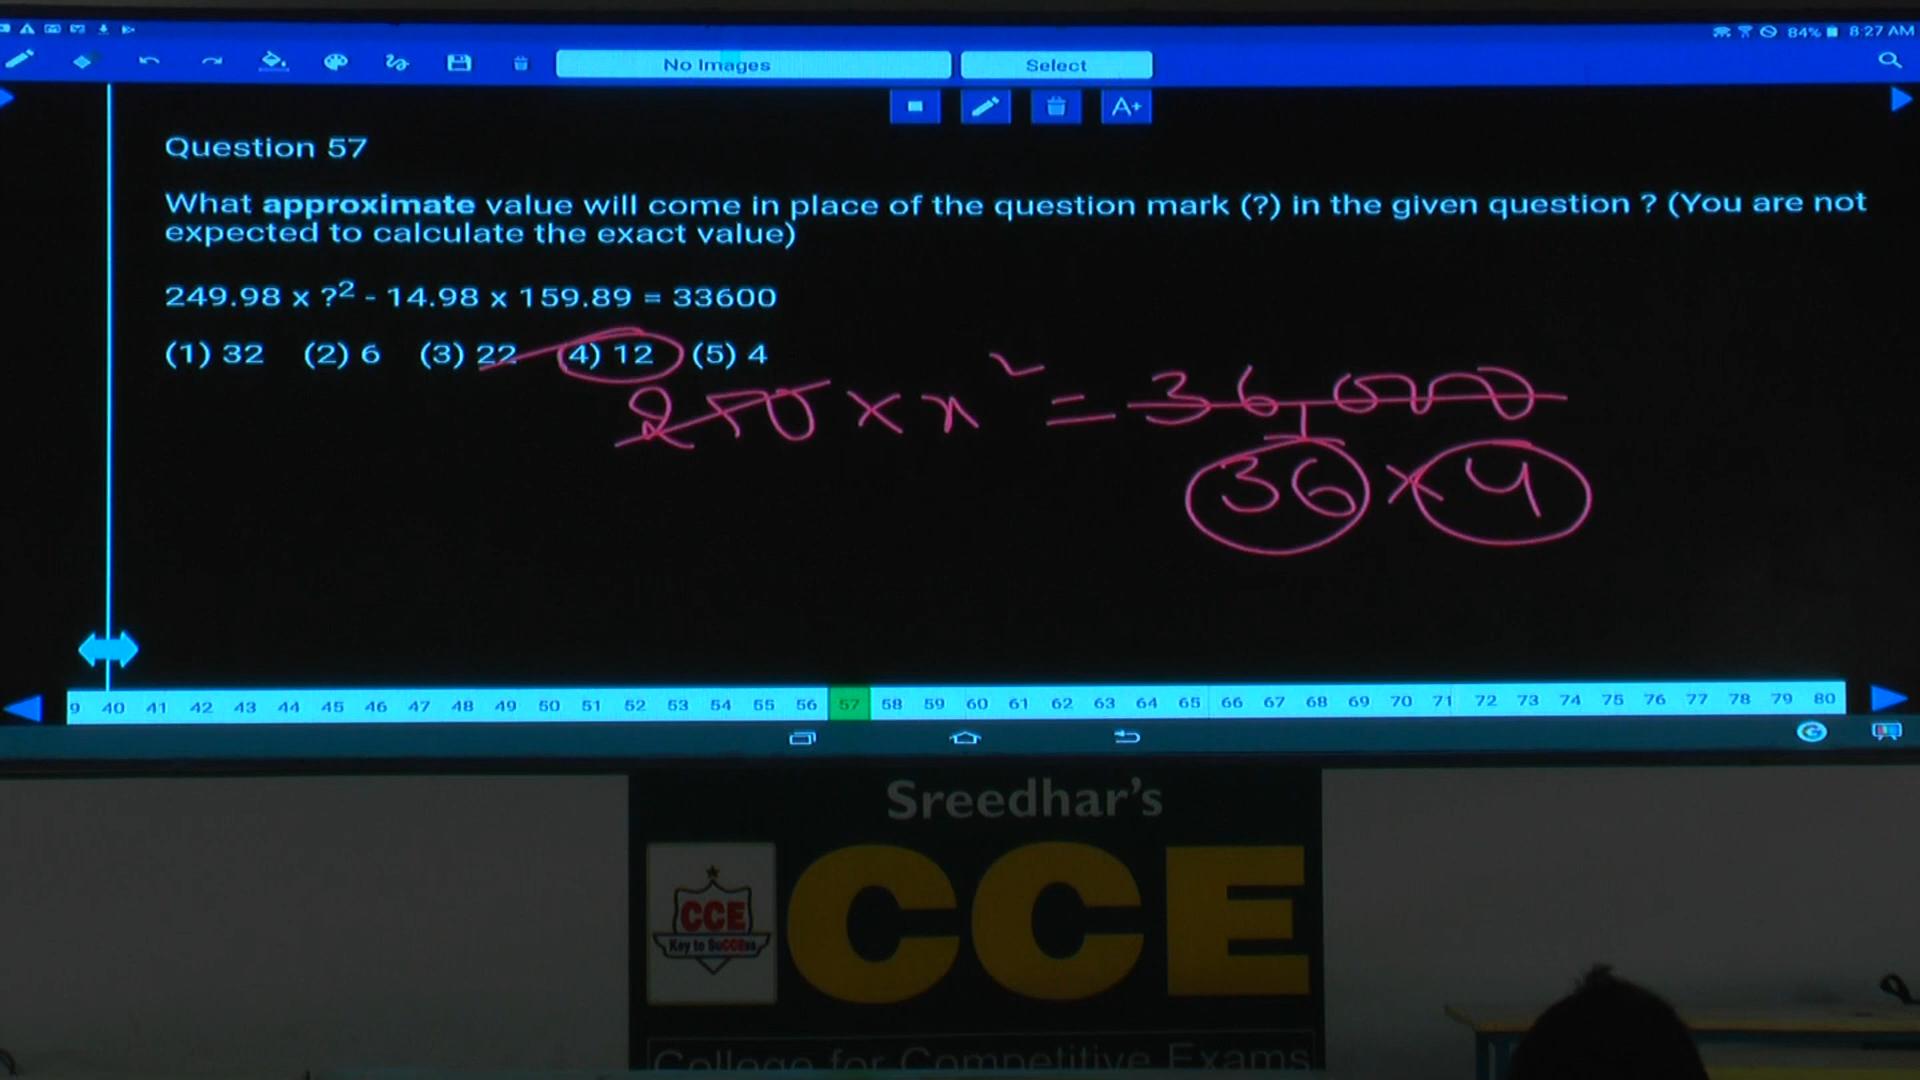 84% 8:27 AM
No Images Select
A+
Question 57
What approximate value will come in place of the question mark (?) in the given question ? (You are not
expected to calculate the exact value)
249.98 x ?² - 14.98 x 159.89 = 33600
(1) 32 (2) 6 (3) 22 (4) 12 (5) 4
250 × x² = 36000
36 × 4
9 40 41 42 43 44 45 46 47 48 49 50 51 52 53 54 55 56 57 58 59 60 61 62 63 64 65 66 67 68 69 70 71 72 73 74 75 76 77 78 79 80
Sreedhar's
CCE
CCE
Key to SuCCEss
College for Competitive Exams